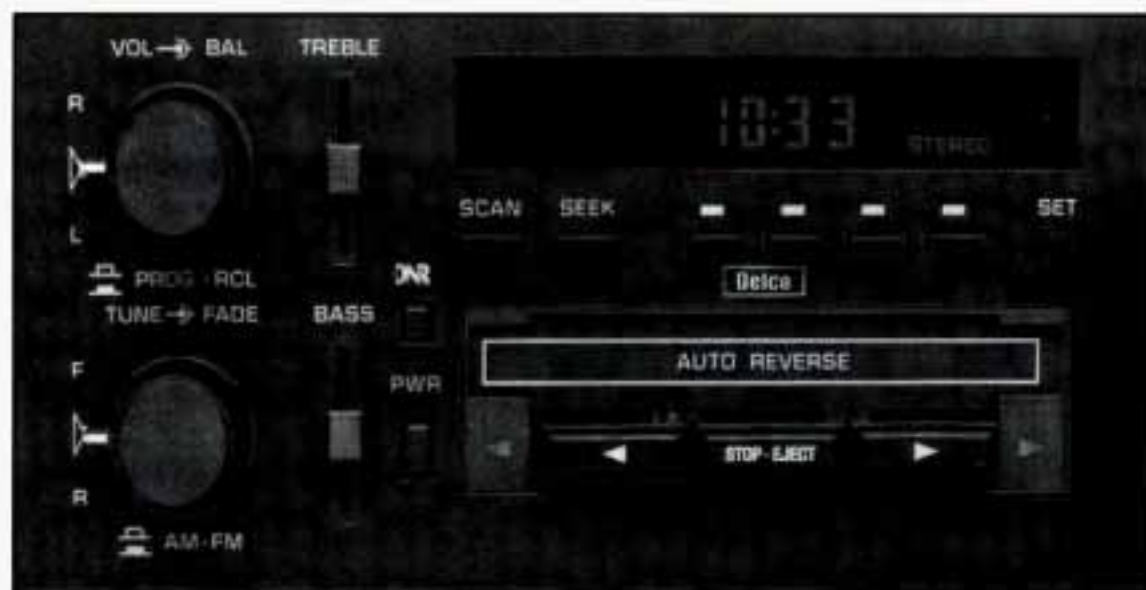 VOL BAL
TREBLE
R
L
PROG·RCL
TUNE FADE
BASS
F
R
AM·FM
DNR
PWR
10:33
STEREO
SCAN SEEK SET
Delco
AUTO REVERSE
STOP·EJECT